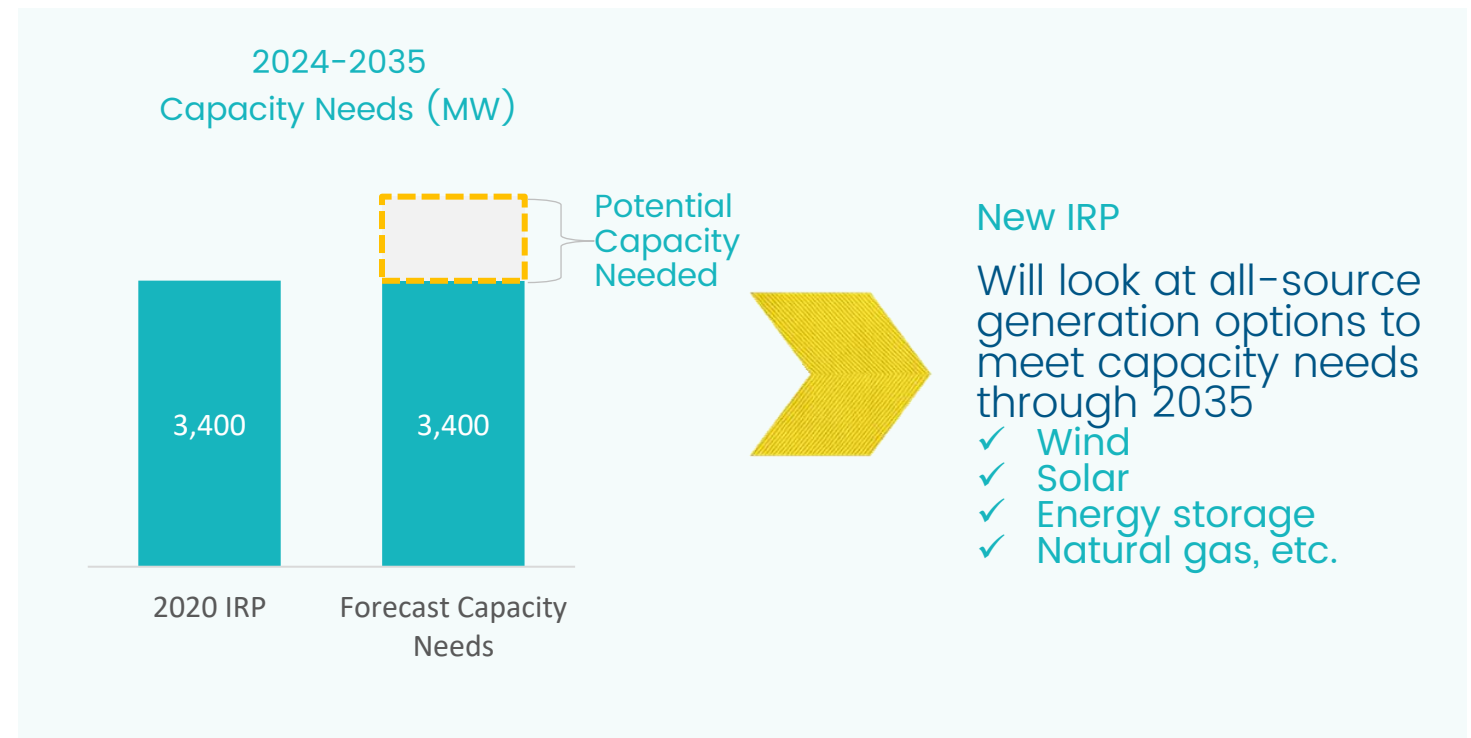 2024-2035
Capacity Needs (MW)
Potential
Capacity
Needed
3,400
3,400
2020 IRP
Forecast Capacity
Needs
New IRP
Will look at all-source
generation options to
meet capacity needs
through 2035
✓ Wind
✓ Solar
✓ Energy storage
✓ Natural gas, etc.